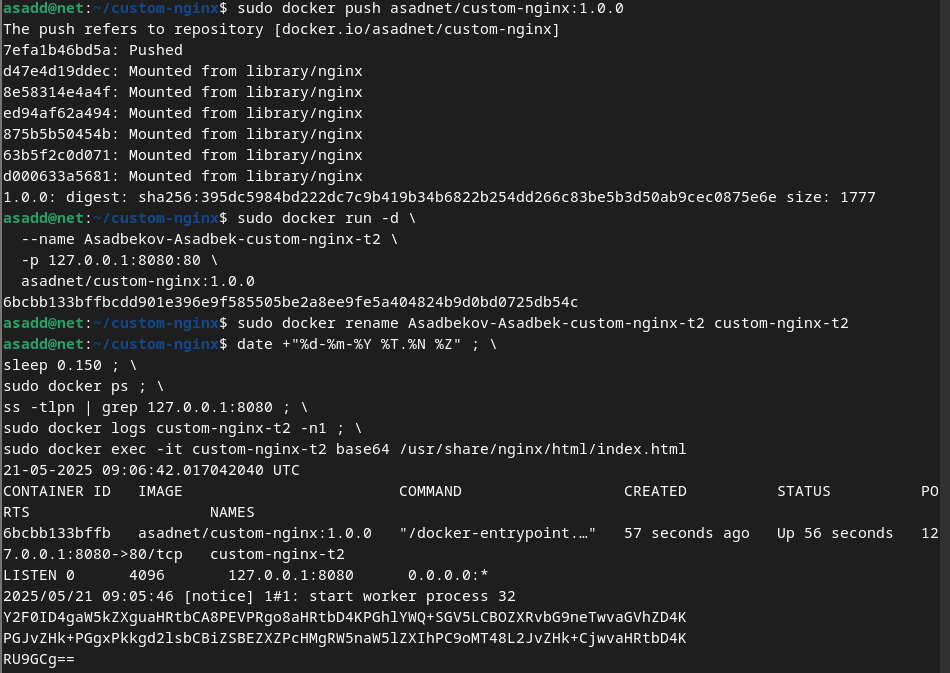 asadd@net:~/custom-nginx$ sudo docker push asadnet/custom-nginx:1.0.0
The push refers to repository [docker.io/asadnet/custom-nginx]
7efa1b46bd5a: Pushed
d47e4d19ddec: Mounted from library/nginx
8e58314e4a4f: Mounted from library/nginx
ed94af62a494: Mounted from library/nginx
875b5b50454b: Mounted from library/nginx
63b5f2c0d071: Mounted from library/nginx
d000633a5681: Mounted from library/nginx
1.0.0: digest: sha256:395dc5984bd222dc7c9b419b34b6822b254dd266c83be5b3d50ab9cec0875e6e size: 1777
asadd@net:~/custom-nginx$ sudo docker run -d \
  --name Asadbekov-Asadbek-custom-nginx-t2 \
  -p 127.0.0.1:8080:80 \
  asadnet/custom-nginx:1.0.0
6bcbb133bffbcdd901e396e9f585505be2a8ee9fe5a404824b9d0bd0725db54c
asadd@net:~/custom-nginx$ sudo docker rename Asadbekov-Asadbek-custom-nginx-t2 custom-nginx-t2
asadd@net:~/custom-nginx$ date +"%d-%m-%Y %T.%N %Z" ; \
sleep 0.150 ; \
sudo docker ps ; \
ss -tlpn | grep 127.0.0.1:8080 ; \
sudo docker logs custom-nginx-t2 -n1 ; \
sudo docker exec -it custom-nginx-t2 base64 /usr/share/nginx/html/index.html
21-05-2025 09:06:42.017042040 UTC
CONTAINER ID   IMAGE                        COMMAND                  CREATED          STATUS          PO
RTS                    NAMES
6bcbb133bffb   asadnet/custom-nginx:1.0.0   "/docker-entrypoint.…"   57 seconds ago   Up 56 seconds   12
7.0.0.1:8080->80/tcp   custom-nginx-t2
LISTEN 0      4096       127.0.0.1:8080      0.0.0.0:*
2025/05/21 09:05:46 [notice] 1#1: start worker process 32
Y2F0ID4gaW5kZXguaHRtbCA8PEVPRgo8aHRtbD4KPGhlYWQ+SGV5LCBOZXRvbG9neTwvaGVhZD4K
PGJvZHk+PGgxPkkgd2lsbCBiZSBEZXZPcHMgRW5naW5lZXIhPC9oMT48L2JvZHk+CjwvaHRtbD4K
RU9GCg==